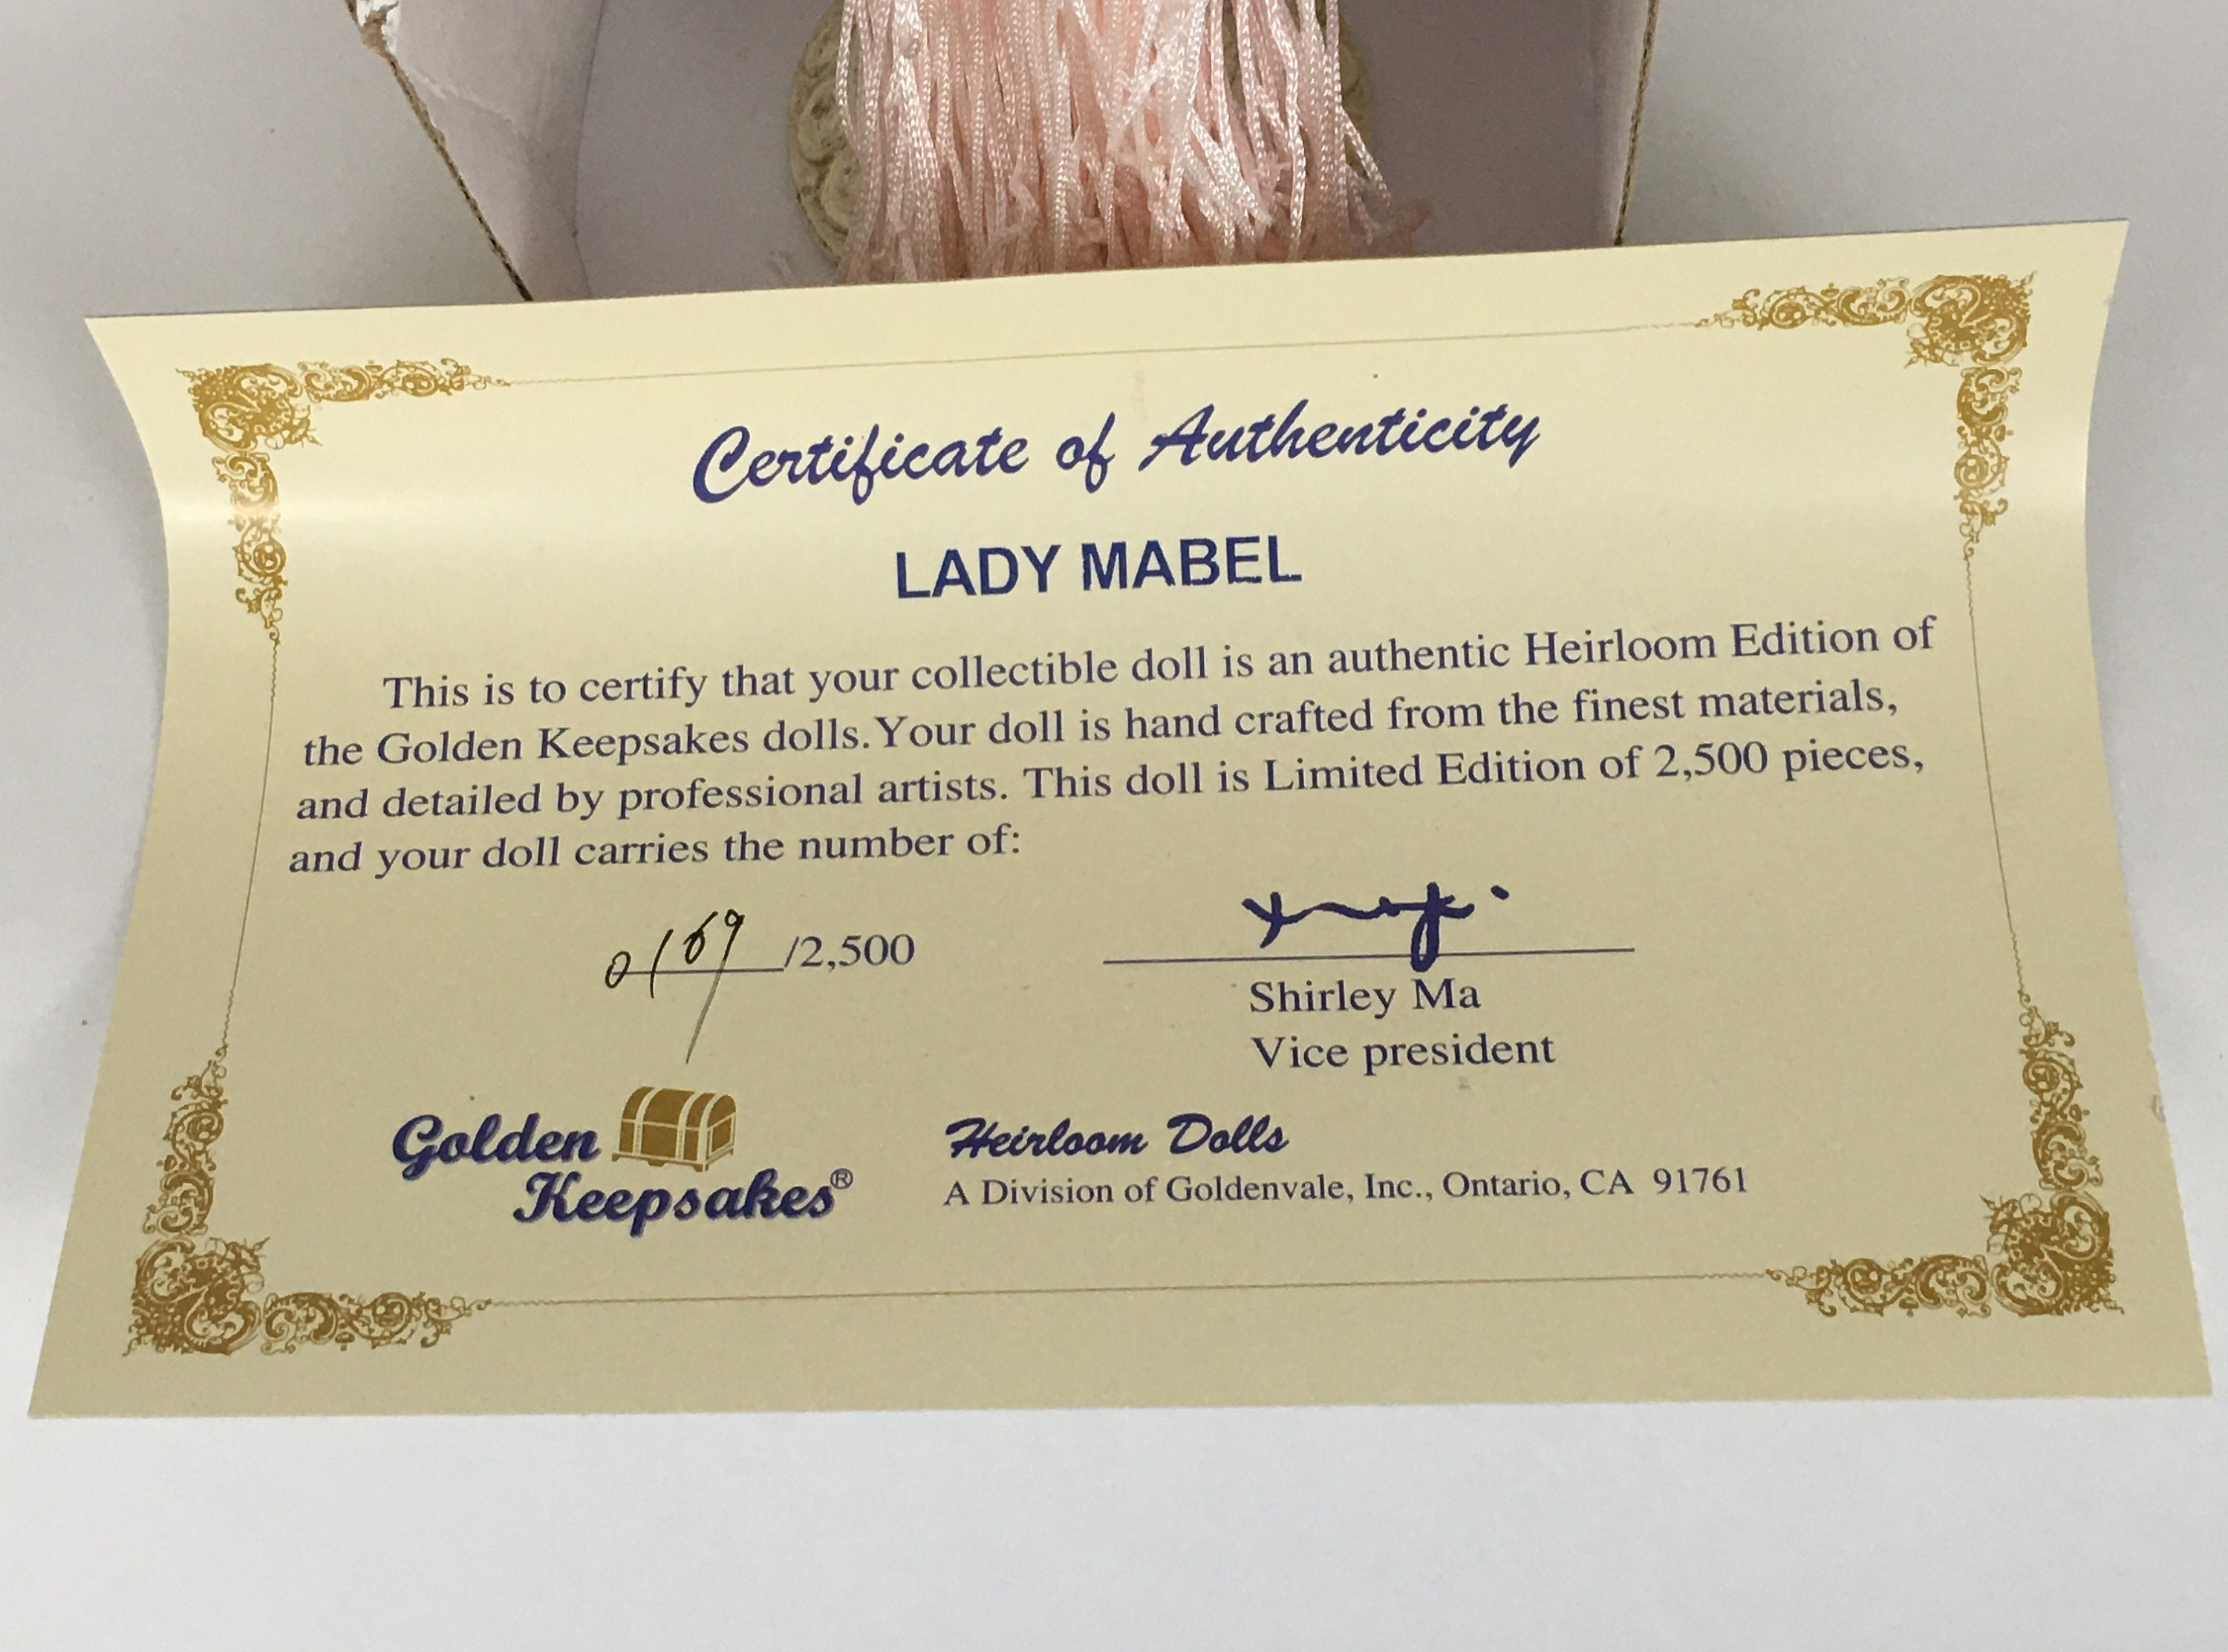 Certificate of Authenticity
LADY MABEL
This is to certify that your collectible doll is an authentic Heirloom Edition of
the Golden Keepsakes dolls. Your doll is hand crafted from the finest materials,
and detailed by professional artists. This doll is Limited Edition of 2,500 pieces,
and your doll carries the number of:
0169 /2,500
Shirley Ma
Vice president
Golden
Keepsakes®
Heirloom Dolls
A Division of Goldenvale, Inc., Ontario, CA 91761